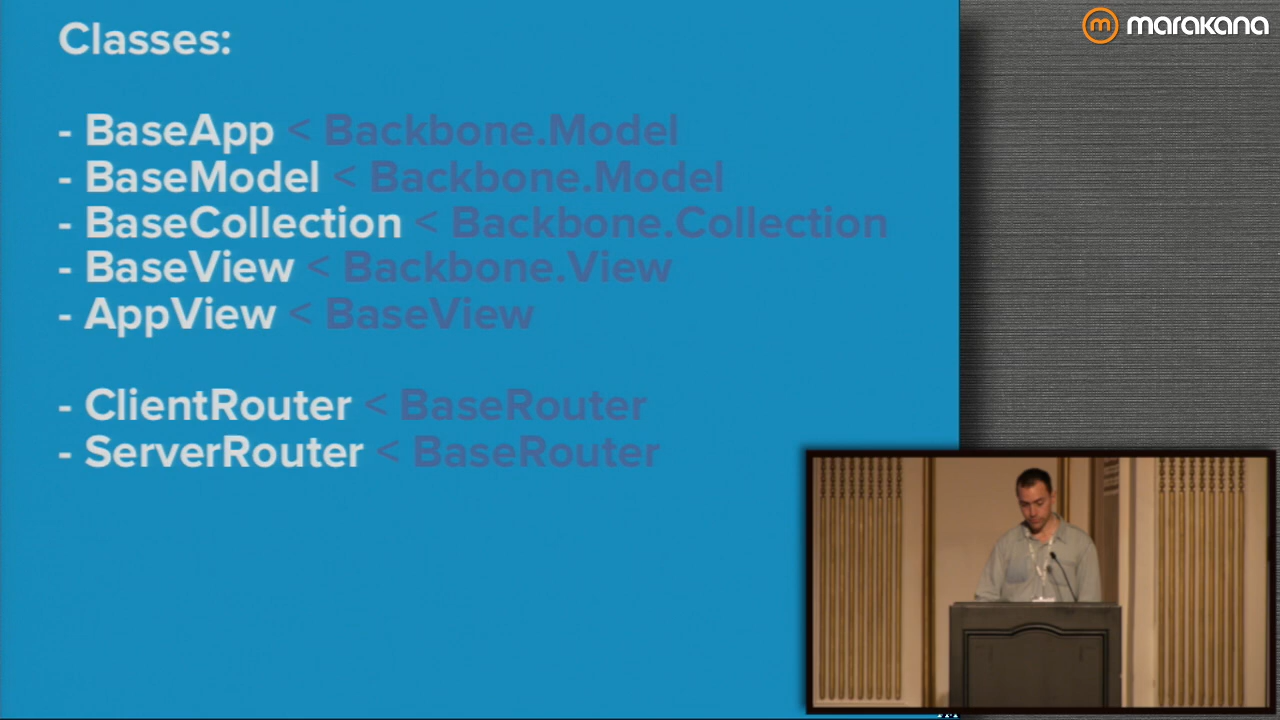 Classes:
- BaseApp < Backbone.Model
- BaseModel < Backbone.Model
- BaseCollection < Backbone.Collection
- BaseView < Backbone.View
- AppView < BaseView
- ClientRouter < BaseRouter
- ServerRouter < BaseRouter
m marakana